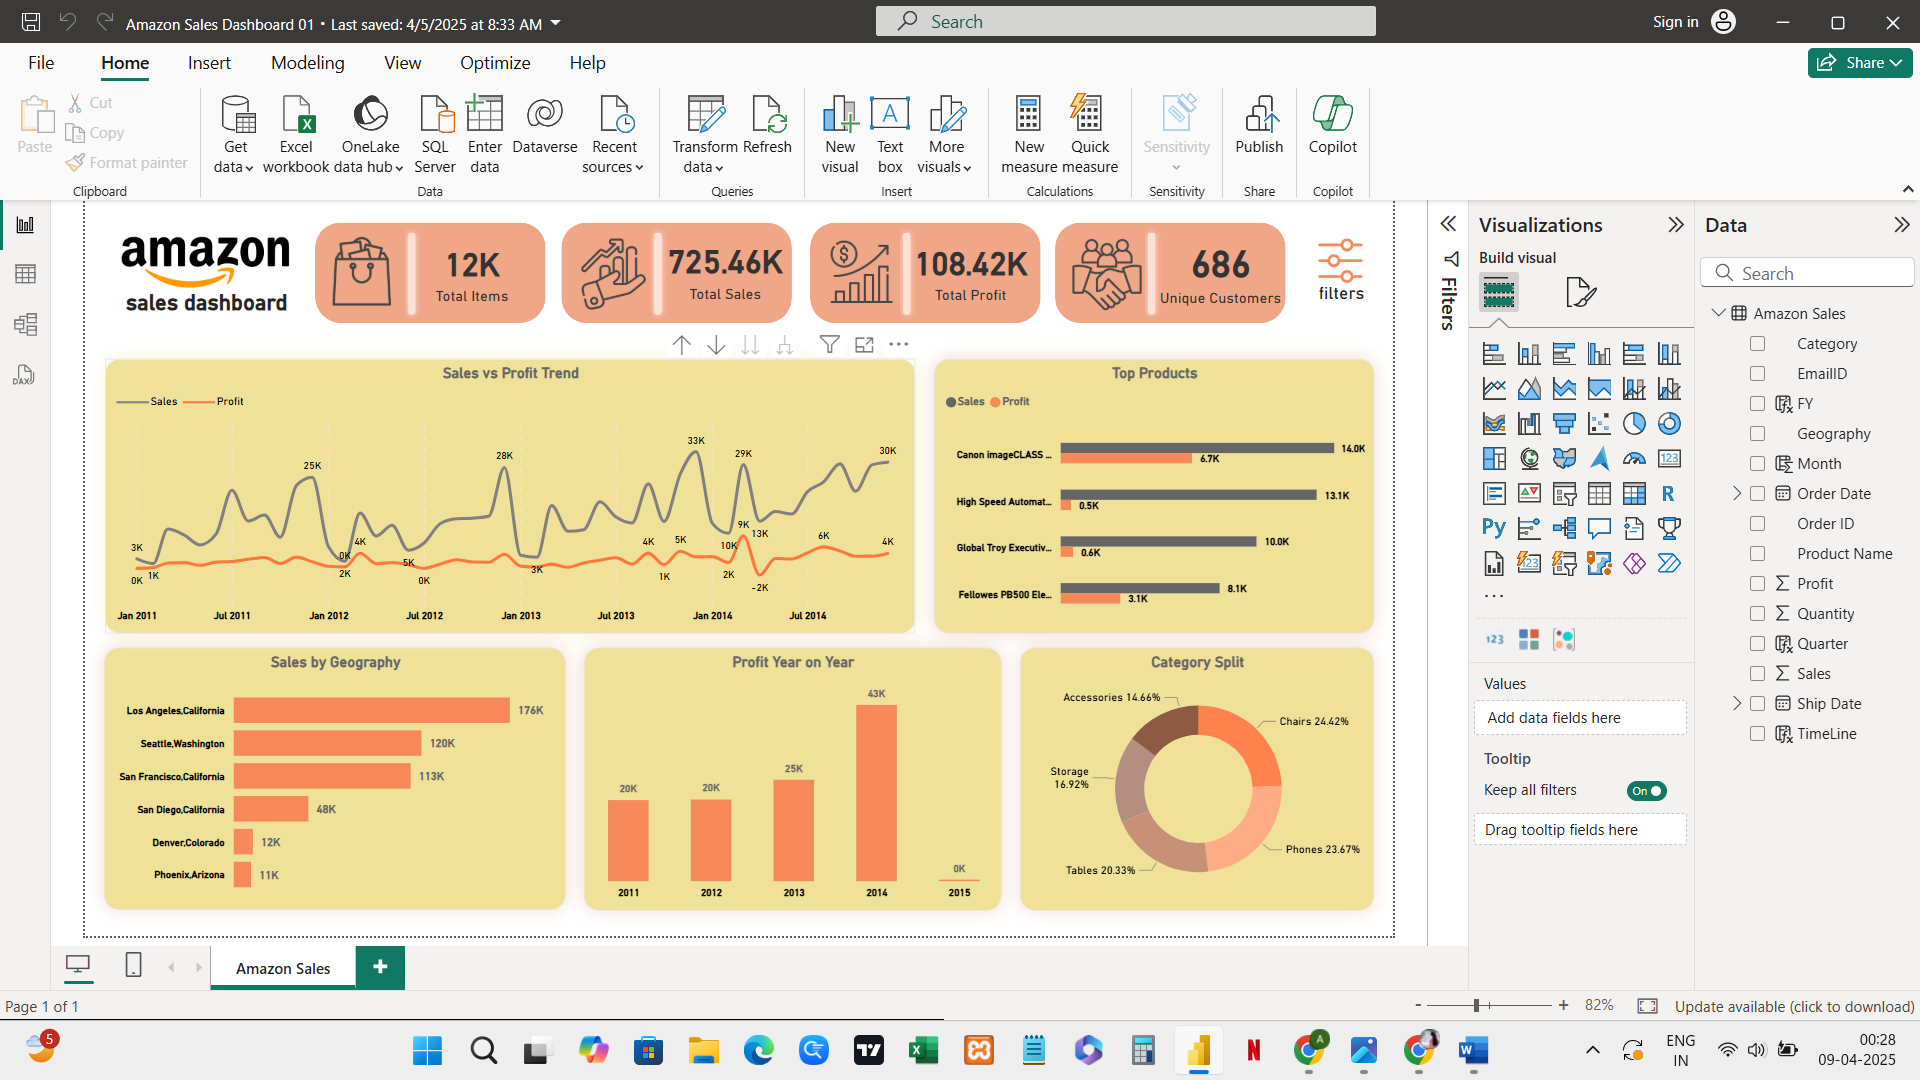 Amazon Sales Dashboard 01 • Last saved: 4/5/2025 at 8:33 AM
Search
Sign in
File Home Insert Modeling View Optimize Help
Share
Paste
Cut
Copy
Format painter
Clipboard
Get data
Excel workbook
OneLake data hub
SQL Server
Enter data
Dataverse
Recent sources
Data
Transform data
Refresh
Queries
New visual
Text box
More visuals
Insert
New measure
Quick measure
Calculations
Sensitivity
Sensitivity
Publish
Share
Copilot
Copilot
DAX
amazon
sales dashboard
12K
Total Items
725.46K
Total Sales
108.42K
Total Profit
686
Unique Customers
filters
Sales vs Profit Trend
Sales Profit
33K
28K
29K
30K
25K
9K
13K
3K
0K
4K
4K
5K
10K
6K
4K
0K
1K
2K
5K
0K
3K
1K
2K
-2K
Jan 2011 Jul 2011 Jan 2012 Jul 2012 Jan 2013 Jul 2013 Jan 2014 Jul 2014
Top Products
Sales Profit
Canon imageCLASS ... 14.0K
6.7K
High Speed Automat... 13.1K
0.5K
Global Troy Executiv... 10.0K
0.6K
Fellowes PB500 Ele... 8.1K
3.1K
Sales by Geography
Los Angeles,California 176K
Seattle,Washington 120K
San Francisco,California 113K
San Diego,California 48K
Denver,Colorado 12K
Phoenix,Arizona 11K
Profit Year on Year
20K 20K 25K 43K 0K
2011 2012 2013 2014 2015
Category Split
Accessories 14.66%
Chairs 24.42%
Storage
16.92%
Phones 23.67%
Tables 20.33%
Filters
Visualizations
Build visual
123
R
Py
123
...
123
Values
Add data fields here
Tooltip
Keep all filters On
Drag tooltip fields here
Data
Search
Amazon Sales
Category
EmailID
FY
Geography
Month
Order Date
Order ID
Product Name
Profit
Quantity
Quarter
Sales
Ship Date
TimeLine
Amazon Sales
Page 1 of 1
- + 82%
Update available (click to download)
5
ENG
IN
00:28
09-04-2025